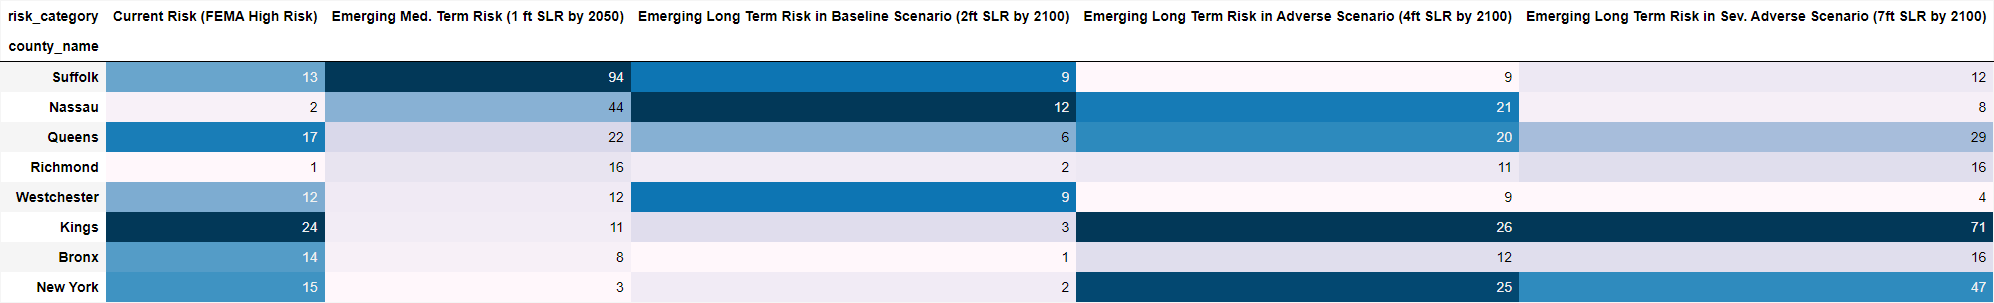 risk_category Current Risk (FEMA High Risk) Emerging Med. Term Risk (1 ft SLR by 2050) Emerging Long Term Risk in Baseline Scenario (2ft SLR by 2100) Emerging Long Term Risk in Adverse Scenario (4ft SLR by 2100) Emerging Long Term Risk in Sev. Adverse Scenario (7ft SLR by 2100)
county_name
Suffolk 13 94 9 9 12
Nassau 2 44 12 21 8
Queens 17 22 6 20 29
Richmond 1 16 2 11 16
Westchester 12 12 9 9 4
Kings 24 11 3 26 71
Bronx 14 8 1 12 16
New York 15 3 2 25 47